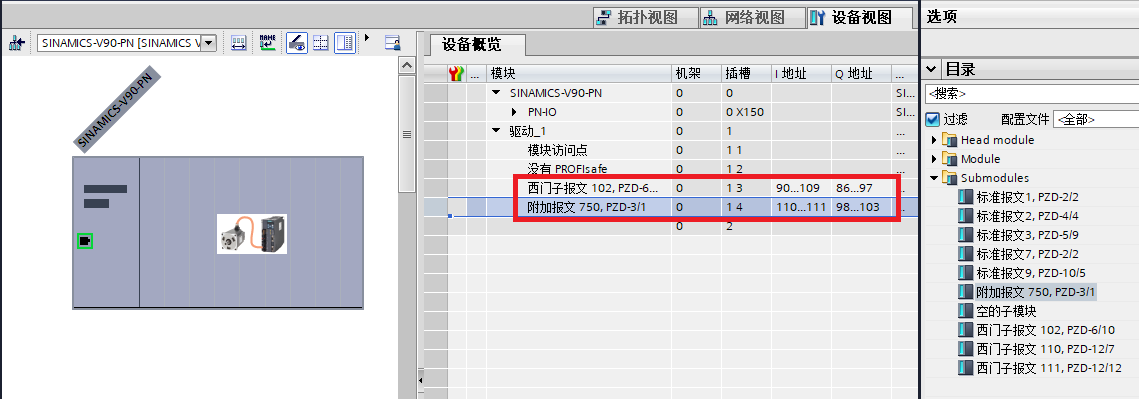 拓扑视图 网络视图 设备视图 选项
SINAMICS-V90-PN [SINAMICS V
设备概览
目录
<搜索>
过滤 配置文件 <全部>
Head module
Module
Submodules
标准报文1, PZD-2/2
标准报文2, PZD-4/4
标准报文3, PZD-5/9
标准报文7, PZD-2/2
标准报文9, PZD-10/5
附加报文 750, PZD-3/1
空的子模块
西门子报文 102, PZD-6/10
西门子报文 110, PZD-12/7
西门子报文 111, PZD-12/12
... 模块 机架 插槽 I 地址 Q 地址 ...
SINAMICS-V90-PN 0 0 SI...
PN-IO 0 0 X150 SI...
驱动_1 0 1 ...
模块访问点 0 1 1 ...
没有 PROFIsafe 0 1 2 ...
西门子报文 102, PZD-6... 0 1 3 90...109 86...97 ...
附加报文 750, PZD-3/1 0 1 4 110...111 98...103 ...
0 2
SINAMICS-V90-PN